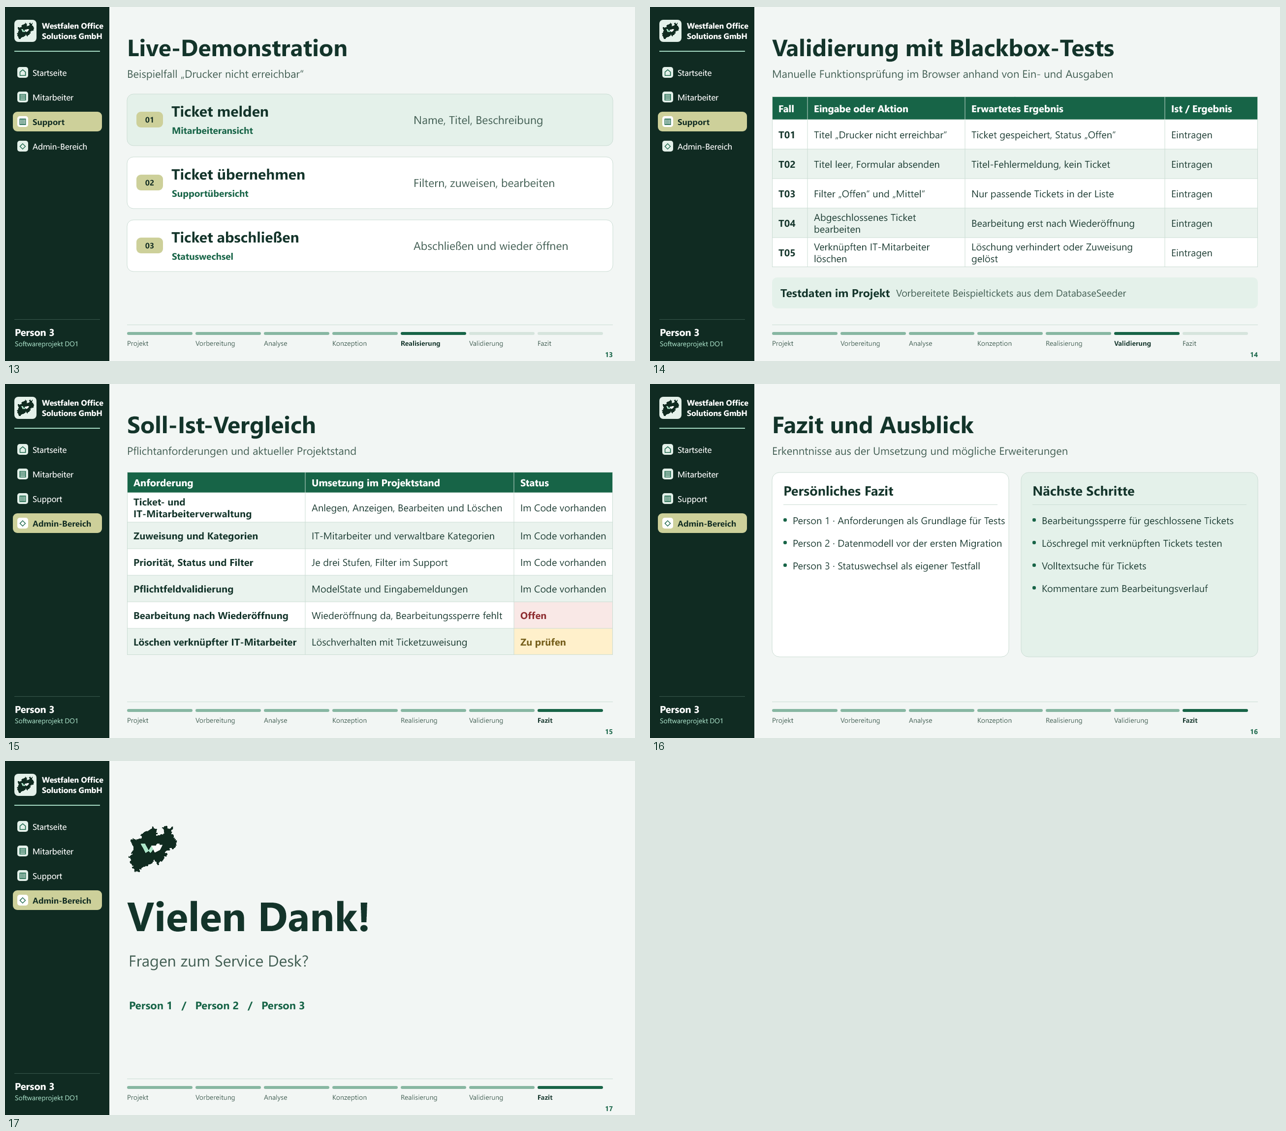 Westfalen Office
Solutions GmbH
Startseite
Mitarbeiter
Support
Admin-Bereich
Person 3
Softwareprojekt DO1
Live-Demonstration
Beispielfall „Drucker nicht erreichbar“
01
Ticket melden
Mitarbeiteransicht
Name, Titel, Beschreibung
02
Ticket übernehmen
Supportübersicht
Filtern, zuweisen, bearbeiten
03
Ticket abschließen
Statuswechsel
Abschließen und wieder öffnen
Projekt Vorbereitung Analyse Konzeption Realisierung Validierung Fazit
13
13
Westfalen Office
Solutions GmbH
Startseite
Mitarbeiter
Support
Admin-Bereich
Person 3
Softwareprojekt DO1
Validierung mit Blackbox-Tests
Manuelle Funktionsprüfung im Browser anhand von Ein- und Ausgaben
Fall Eingabe oder Aktion Erwartetes Ergebnis Ist / Ergebnis
T01 Titel „Drucker nicht erreichbar“ Ticket gespeichert, Status „Offen“ Eintragen
T02 Titel leer, Formular absenden Titel-Fehlermeldung, kein Ticket Eintragen
T03 Filter „Offen“ und „Mittel“ Nur passende Tickets in der Liste Eintragen
T04 Abgeschlossenes Ticket
bearbeiten Bearbeitung erst nach Wiederöffnung Eintragen
T05 Verknüpften IT-Mitarbeiter
löschen Löschung verhindert oder Zuweisung
gelöst Eintragen
Testdaten im Projekt Vorbereitete Beispieltickets aus dem DatabaseSeeder
Projekt Vorbereitung Analyse Konzeption Realisierung Validierung Fazit
14
14
Westfalen Office
Solutions GmbH
Startseite
Mitarbeiter
Support
Admin-Bereich
Person 3
Softwareprojekt DO1
Soll-Ist-Vergleich
Pflichtanforderungen und aktueller Projektstand
Anforderung Umsetzung im Projektstand Status
Ticket- und
IT-Mitarbeiterverwaltung Anlegen, Anzeigen, Bearbeiten und Löschen Im Code vorhanden
Zuweisung und Kategorien IT-Mitarbeiter und verwaltbare Kategorien Im Code vorhanden
Priorität, Status und Filter Je drei Stufen, Filter im Support Im Code vorhanden
Pflichtfeldvalidierung ModelState und Eingabemeldungen Im Code vorhanden
Bearbeitung nach Wiederöffnung Wiederöffnung da, Bearbeitungssperre fehlt Offen
Löschen verknüpfter IT-Mitarbeiter Löschverhalten mit Ticketzuweisung Zu prüfen
Projekt Vorbereitung Analyse Konzeption Realisierung Validierung Fazit
15
15
Westfalen Office
Solutions GmbH
Startseite
Mitarbeiter
Support
Admin-Bereich
Person 3
Softwareprojekt DO1
Fazit und Ausblick
Erkenntnisse aus der Umsetzung und mögliche Erweiterungen
Persönliches Fazit
• Person 1 · Anforderungen als Grundlage für Tests
• Person 2 · Datenmodell vor der ersten Migration
• Person 3 · Statuswechsel als eigener Testfall
Nächste Schritte
• Bearbeitungssperre für geschlossene Tickets
• Löschregel mit verknüpften Tickets testen
• Volltextsuche für Tickets
• Kommentare zum Bearbeitungsverlauf
Projekt Vorbereitung Analyse Konzeption Realisierung Validierung Fazit
16
16
Westfalen Office
Solutions GmbH
Startseite
Mitarbeiter
Support
Admin-Bereich
Person 3
Softwareprojekt DO1
Vielen Dank!
Fragen zum Service Desk?
Person 1 / Person 2 / Person 3
Projekt Vorbereitung Analyse Konzeption Realisierung Validierung Fazit
17
17